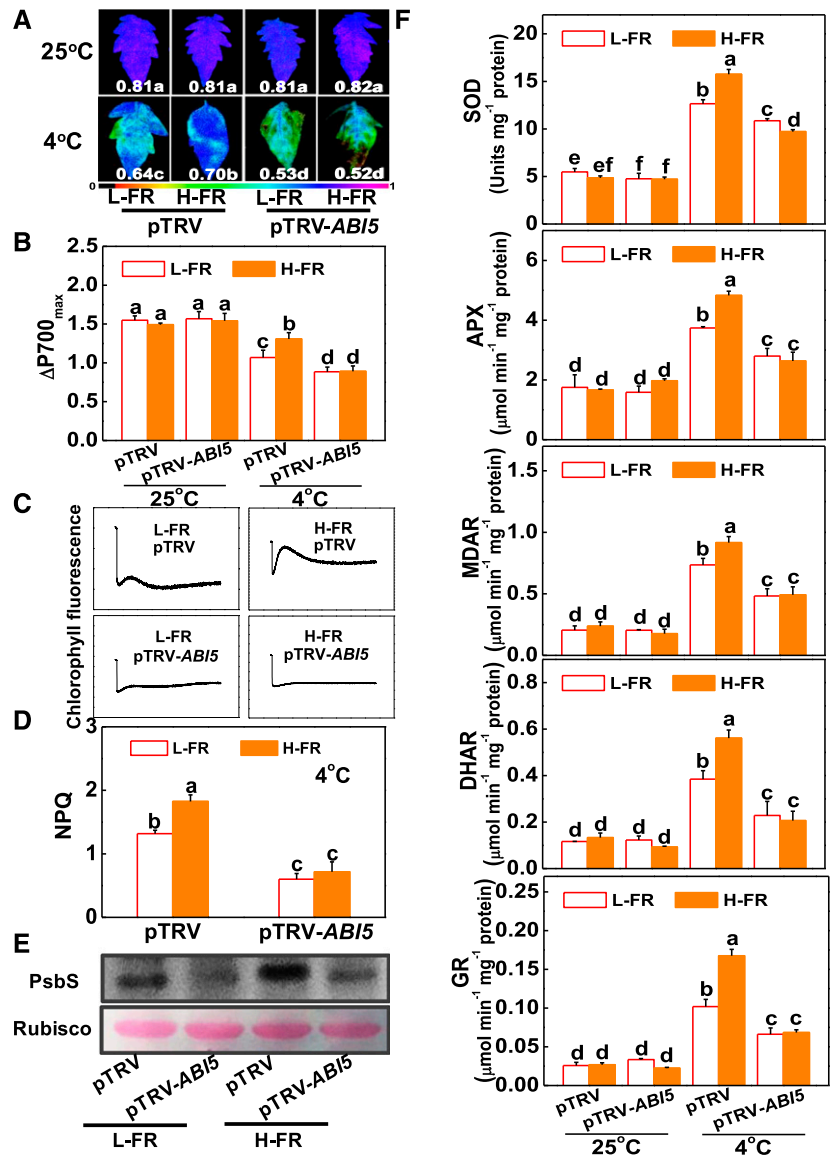 A
25°C
0.81a 0.81a 0.81a 0.82a
4°C
0.64c 0.70b 0.53d 0.52d
0 1
L-FR H-FR L-FR H-FR
pTRV pTRV-ABI5
B
L-FR H-FR
ΔP700max
2.5
2.0
1.5
1.0
0.5
0.0
a a a a c b d d
pTRV pTRV-ABI5 pTRV pTRV-ABI5
25°C 4°C
C
Chlorophyll fluorescence
L-FR
pTRV
H-FR
pTRV
L-FR
pTRV-ABI5
H-FR
pTRV-ABI5
D
L-FR H-FR
4°C
NPQ
3
2
1
0
b a c c
pTRV pTRV-ABI5
E
PsbS
Rubisco
pTRV pTRV-ABI5 pTRV pTRV-ABI5
L-FR H-FR
F
L-FR H-FR
SOD
(Units mg-1 protein)
20
15
10
5
0
e ef f f b a c d
L-FR H-FR
APX
(μmol min-1 mg-1 protein)
6
4
2
0
d d d d b a c c
L-FR H-FR
MDAR
(μmol min-1 mg-1 protein)
1.5
1.0
0.5
0.0
d d d d b a c c
L-FR H-FR
DHAR
(μmol min-1 mg-1 protein)
0.8
0.6
0.4
0.2
0.0
d d d d b a c c
L-FR H-FR
GR
(μmol min-1 mg-1 protein)
0.25
0.20
0.15
0.10
0.05
0.00
d d d d b a c c
pTRV pTRV-ABI5 pTRV pTRV-ABI5
25°C 4°C